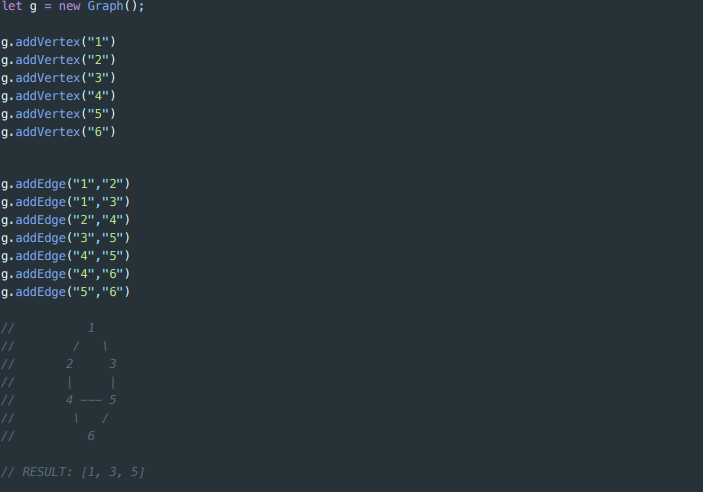 let g = new Graph();
g.addVertex("1")
g.addVertex("2")
g.addVertex("3")
g.addVertex("4")
g.addVertex("5")
g.addVertex("6")
g.addEdge("1","2")
g.addEdge("1","3")
g.addEdge("2","4")
g.addEdge("3","5")
g.addEdge("4","5")
g.addEdge("4","6")
g.addEdge("5","6")
//          1
//        /   \
//       2     3
//       |     |
//       4 ––– 5
//        \   /
//          6
// RESULT: [1, 3, 5]